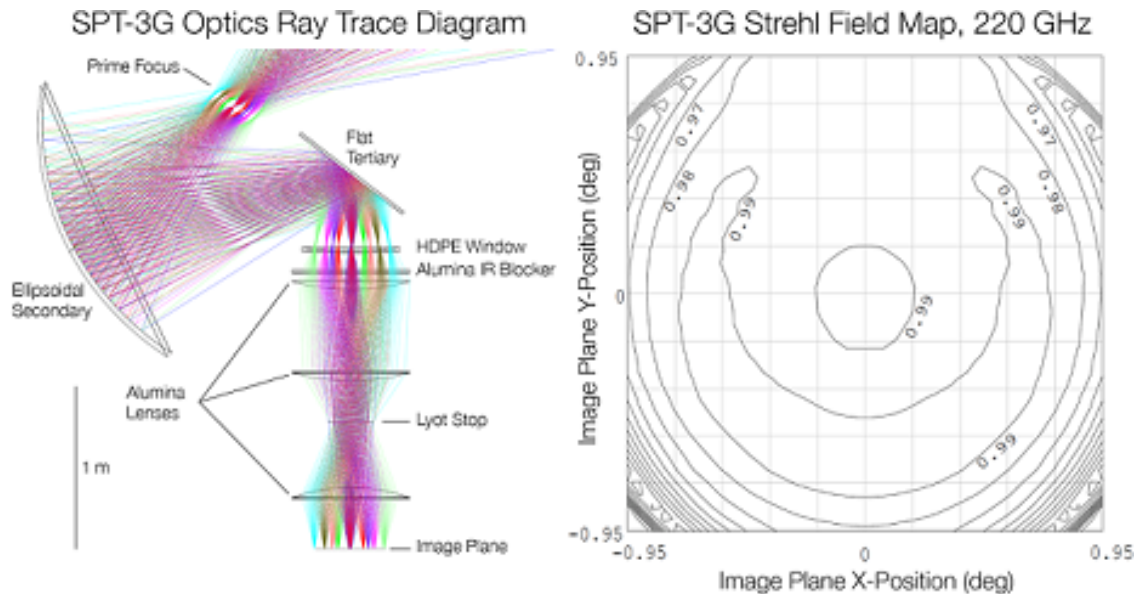 SPT-3G Optics Ray Trace Diagram
Prime Focus
Flat
Tertiary
HDPE Window
Alumina IR Blocker
Ellipsoidal
Secondary
Alumina
Lenses
Lyot Stop
1 m
Image Plane
SPT-3G Strehl Field Map, 220 GHz
0.95
0.97
0.97
0.98
0.98
0.99
0.99
0.99
0.99
0
-0.95
-0.95
0
0.95
Image Plane Y-Position (deg)
Image Plane X-Position (deg)